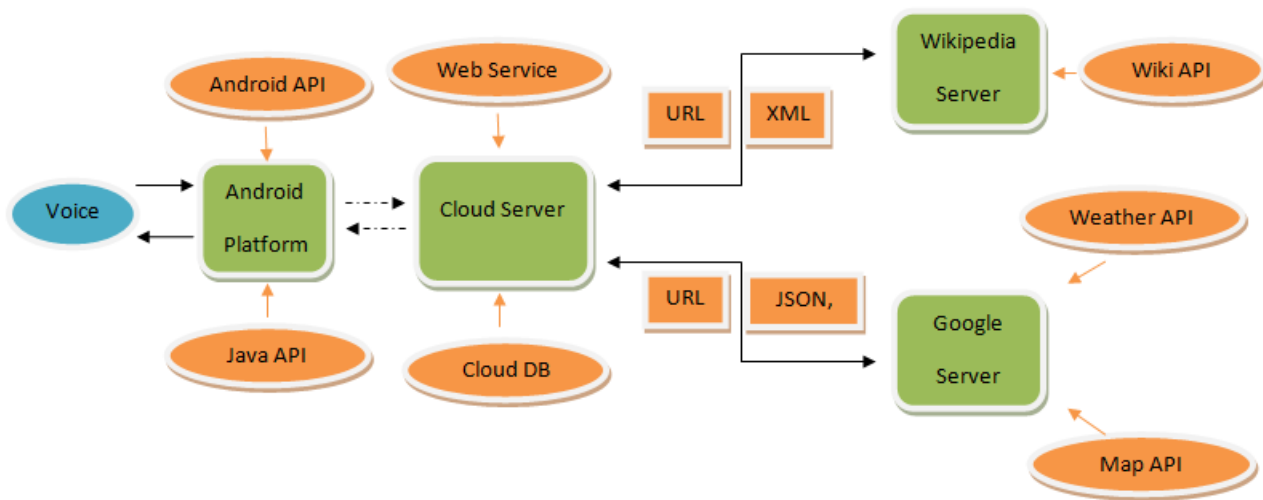 Android API
Web Service
Wikipedia
Server
Wiki API
URL
XML
Voice
Android
Platform
Cloud Server
Weather API
URL
JSON,
Google
Server
Java API
Cloud DB
Map API